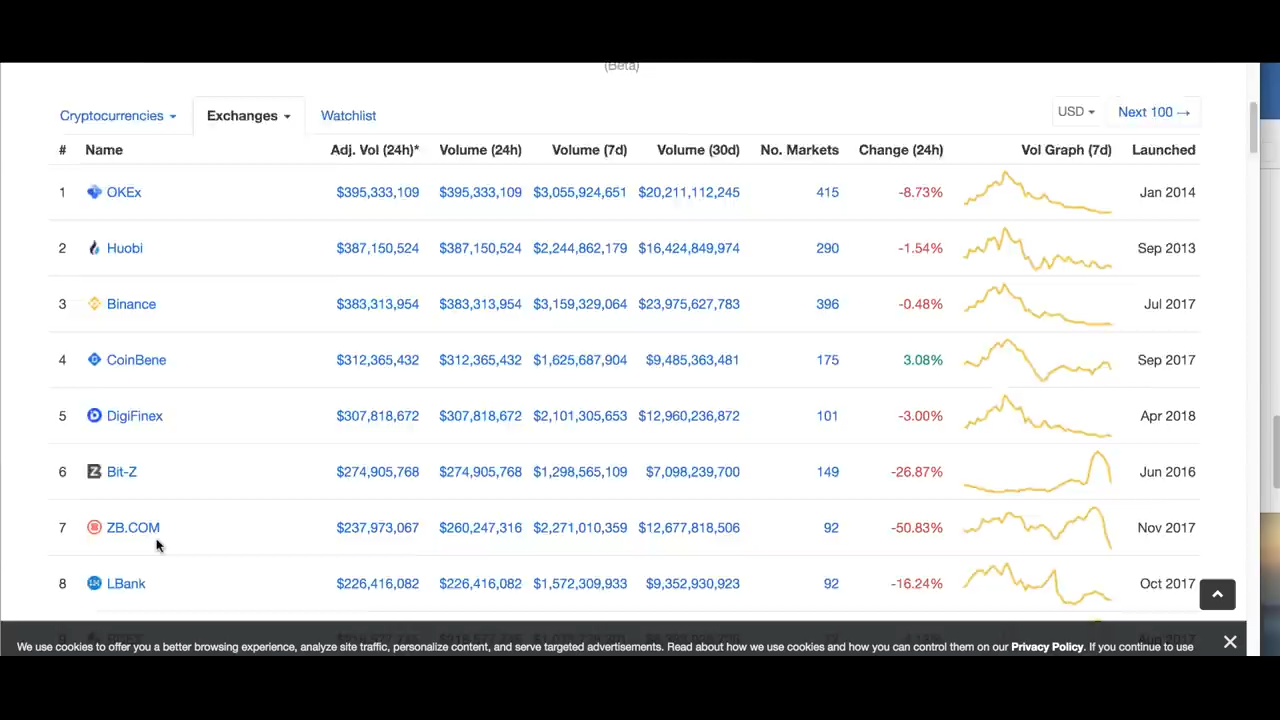 (Beta)
Cryptocurrencies Exchanges Watchlist USD Next 100 →
# Name Adj. Vol (24h)* Volume (24h) Volume (7d) Volume (30d) No. Markets Change (24h) Vol Graph (7d) Launched
1 OKEx $395,333,109 $395,333,109 $3,055,924,651 $20,211,112,245 415 -8.73% Jan 2014
2 Huobi $387,150,524 $387,150,524 $2,244,862,179 $16,424,849,974 290 -1.54% Sep 2013
3 Binance $383,313,954 $383,313,954 $3,159,329,064 $23,975,627,783 396 -0.48% Jul 2017
4 CoinBene $312,365,432 $312,365,432 $1,625,687,904 $9,485,363,481 175 3.08% Sep 2017
5 DigiFinex $307,818,672 $307,818,672 $2,101,305,653 $12,960,236,872 101 -3.00% Apr 2018
6 Bit-Z $274,905,768 $274,905,768 $1,298,565,109 $7,098,239,700 149 -26.87% Jun 2016
7 ZB.COM $237,973,067 $260,247,316 $2,271,010,359 $12,677,818,506 92 -50.83% Nov 2017
8 LBank $226,416,082 $226,416,082 $1,572,309,933 $9,352,930,923 92 -16.24% Oct 2017
We use cookies to offer you a better browsing experience, analyze site traffic, personalize content, and serve targeted advertisements. Read about how we use cookies and how you can control them on our Privacy Policy. If you continue to use